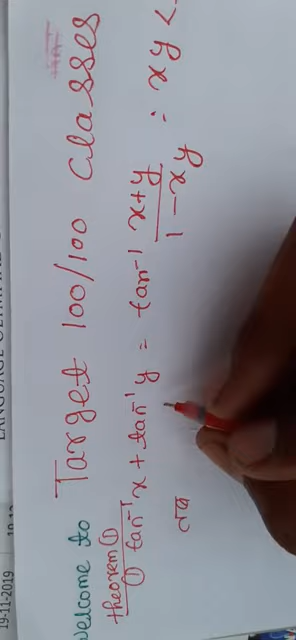 Welcome to Target 100/100 classes
theorem ①
① tan⁻¹x + tan⁻¹y = tan⁻¹ (x+y)/(1-xy) : xy <
19-11-2019